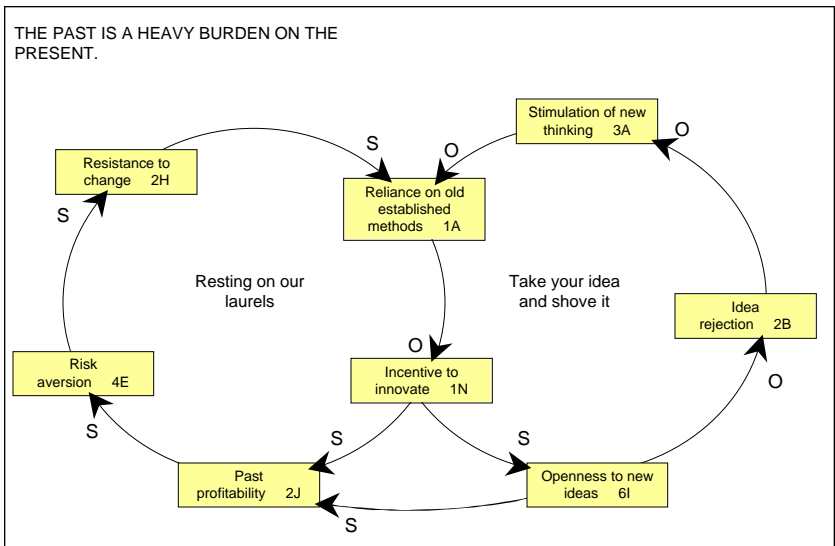 THE PAST IS A HEAVY BURDEN ON THE
PRESENT.
Stimulation of new
thinking 3A
O
S
O
Resistance to
change 2H
Reliance on old
established
methods 1A
S
Resting on our
laurels
Take your idea
and shove it
Idea
rejection 2B
O
Risk
aversion 4E
Incentive to
innovate 1N
O
S
S
S
Past
profitability 2J
Openness to new
ideas 6I
S